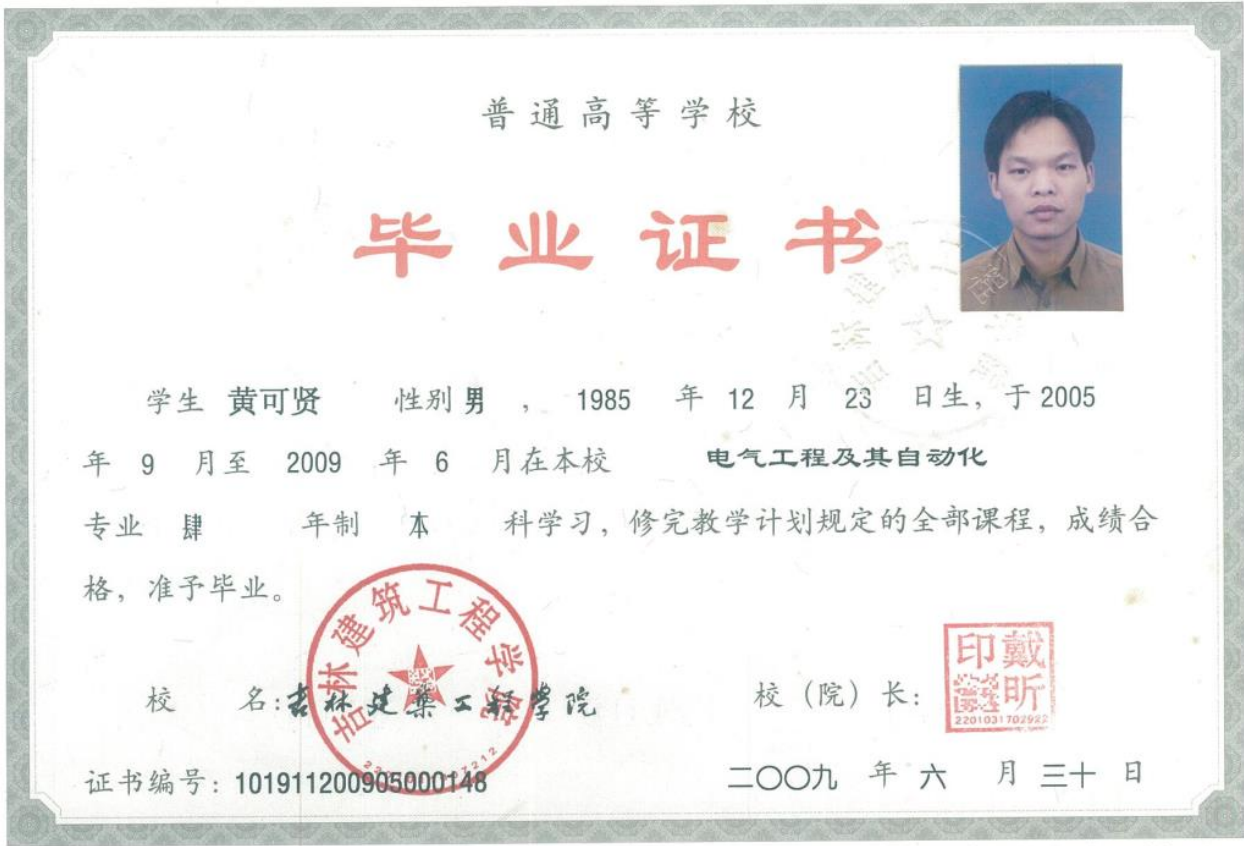 普通高等学校
毕业证书
学生 黄可贤 性别 男 , 1985 年 12 月 23 日生, 于 2005
年 9 月至 2009 年 6 月在本校 电气工程及其自动化
专业 肆 年制 本 科学习, 修完教学计划规定的全部课程, 成绩合
格, 准予毕业。
吉林建筑工程学院
校 名: 吉林建筑工程学院
校(院)长:
戴昕印
2201031702922
证书编号: 101911200905000148
二〇〇九 年 六 月 三十 日